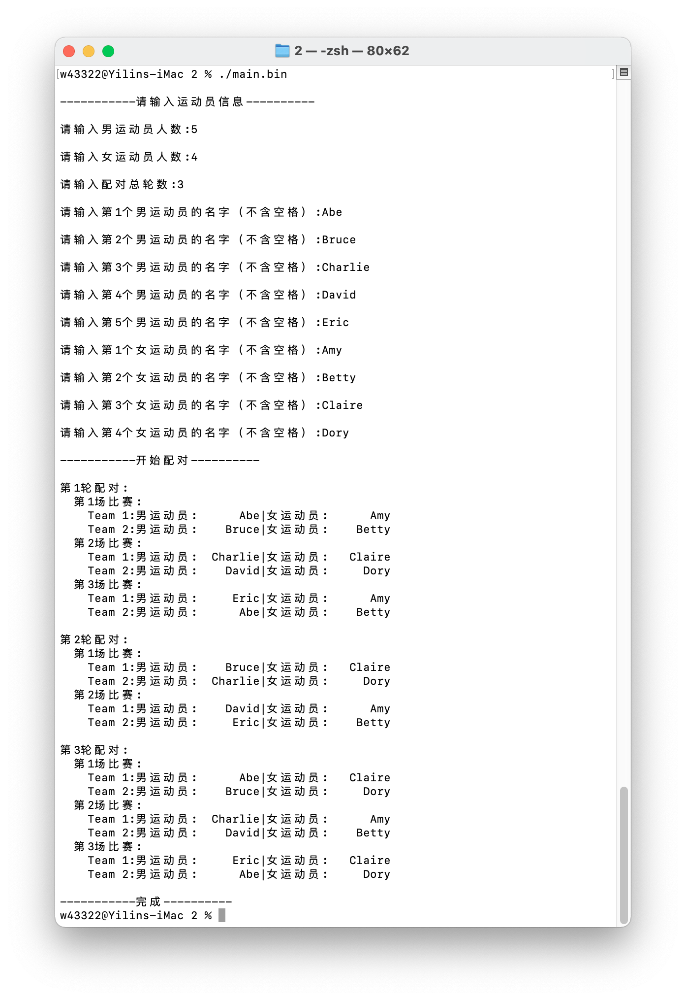 2 — -zsh — 80×62
w43322@Yilins-iMac 2 % ./main.bin
-----------请输入运动员信息----------
请输入男运动员人数:5
请输入女运动员人数:4
请输入配对总轮数:3
请输入第1个男运动员的名字（不含空格）:Abe
请输入第2个男运动员的名字（不含空格）:Bruce
请输入第3个男运动员的名字（不含空格）:Charlie
请输入第4个男运动员的名字（不含空格）:David
请输入第5个男运动员的名字（不含空格）:Eric
请输入第1个女运动员的名字（不含空格）:Amy
请输入第2个女运动员的名字（不含空格）:Betty
请输入第3个女运动员的名字（不含空格）:Claire
请输入第4个女运动员的名字（不含空格）:Dory
-----------开始配对----------
第1轮配对:
  第1场比赛:
    Team 1:男运动员:      Abe|女运动员:      Amy
    Team 2:男运动员:    Bruce|女运动员:    Betty
  第2场比赛:
    Team 1:男运动员:  Charlie|女运动员:   Claire
    Team 2:男运动员:    David|女运动员:     Dory
  第3场比赛:
    Team 1:男运动员:     Eric|女运动员:      Amy
    Team 2:男运动员:      Abe|女运动员:    Betty
第2轮配对:
  第1场比赛:
    Team 1:男运动员:    Bruce|女运动员:   Claire
    Team 2:男运动员:  Charlie|女运动员:     Dory
  第2场比赛:
    Team 1:男运动员:    David|女运动员:      Amy
    Team 2:男运动员:     Eric|女运动员:    Betty
第3轮配对:
  第1场比赛:
    Team 1:男运动员:      Abe|女运动员:   Claire
    Team 2:男运动员:    Bruce|女运动员:     Dory
  第2场比赛:
    Team 1:男运动员:  Charlie|女运动员:      Amy
    Team 2:男运动员:    David|女运动员:    Betty
  第3场比赛:
    Team 1:男运动员:     Eric|女运动员:   Claire
    Team 2:男运动员:      Abe|女运动员:     Dory
-----------完成----------
w43322@Yilins-iMac 2 %